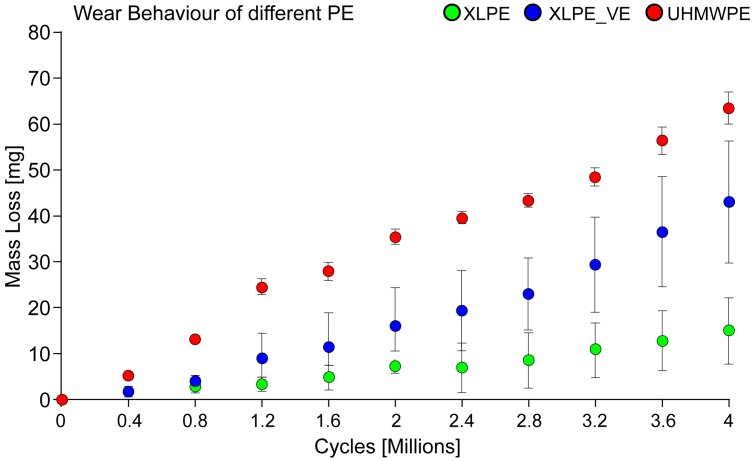 Wear Behaviour of different PE
XLPE XLPE_VE UHMWPE
80
70
60
50
40
30
20
10
0
Mass Loss [mg]
0 0.4 0.8 1.2 1.6 2 2.4 2.8 3.2 3.6 4
Cycles [Millions]